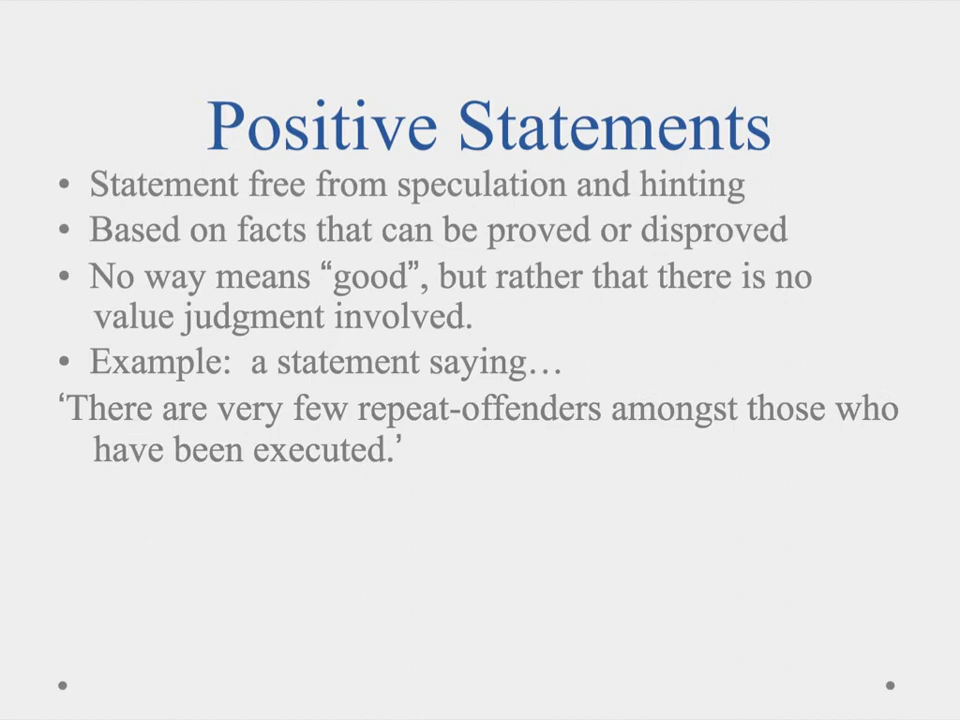 Positive Statements
• Statement free from speculation and hinting
• Based on facts that can be proved or disproved
• No way means “good”, but rather that there is no
value judgment involved.
• Example:  a statement saying…
‘There are very few repeat-offenders amongst those who
have been executed.’